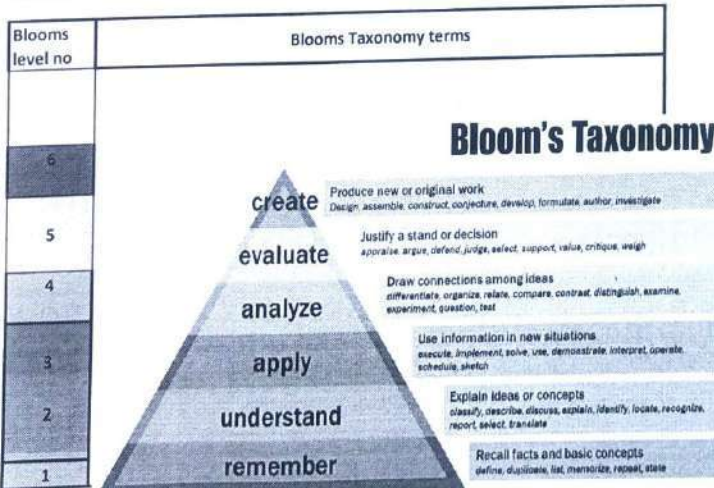 Blooms
level no
Blooms Taxonomy terms
Bloom's Taxonomy
6
create
Produce new or original work
Design, assemble, construct, conjecture, develop, formulate, author, investigate
5
evaluate
Justify a stand or decision
appraise, argue, defend, judge, select, support, value, critique, weigh
4
analyze
Draw connections among ideas
differentiate, organize, relate, compare, contrast, distinguish, examine,
experiment, question, test
3
apply
Use information in new situations
execute, implement, solve, use, demonstrate, interpret, operate,
schedule, sketch
2
understand
Explain ideas or concepts
classify, describe, discuss, explain, identify, locate, recognize,
report, select, translate
1
remember
Recall facts and basic concepts
define, duplicate, list, memorize, repeat, state